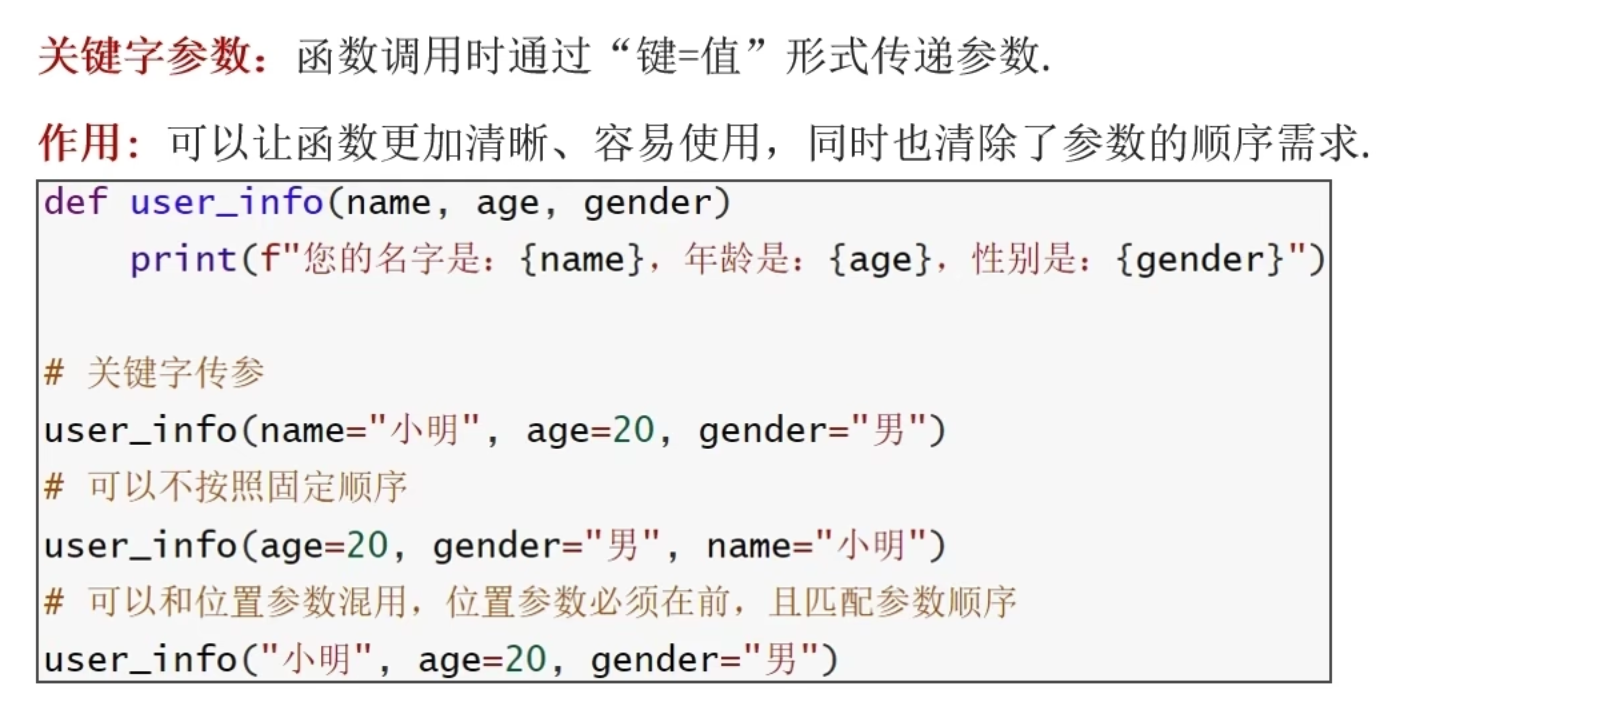 关键字参数：函数调用时通过“键=值”形式传递参数.
作用：可以让函数更加清晰、容易使用，同时也清除了参数的顺序需求.
def user_info(name, age, gender)
    print(f"您的名字是：{name}，年龄是：{age}，性别是：{gender}")
# 关键字传参
user_info(name="小明", age=20, gender="男")
# 可以不按照固定顺序
user_info(age=20, gender="男", name="小明")
# 可以和位置参数混用，位置参数必须在前，且匹配参数顺序
user_info("小明", age=20, gender="男")